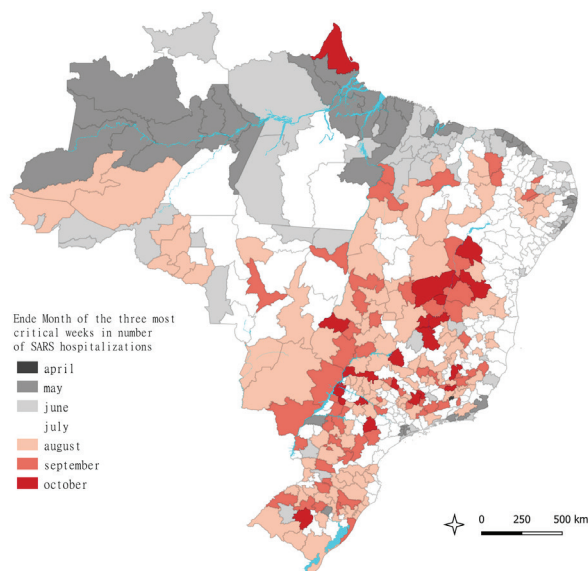 Ende Month of the three most
critical weeks in number
of SARS hospitalizations
april
may
june
july
august
september
october
0 250 500 km